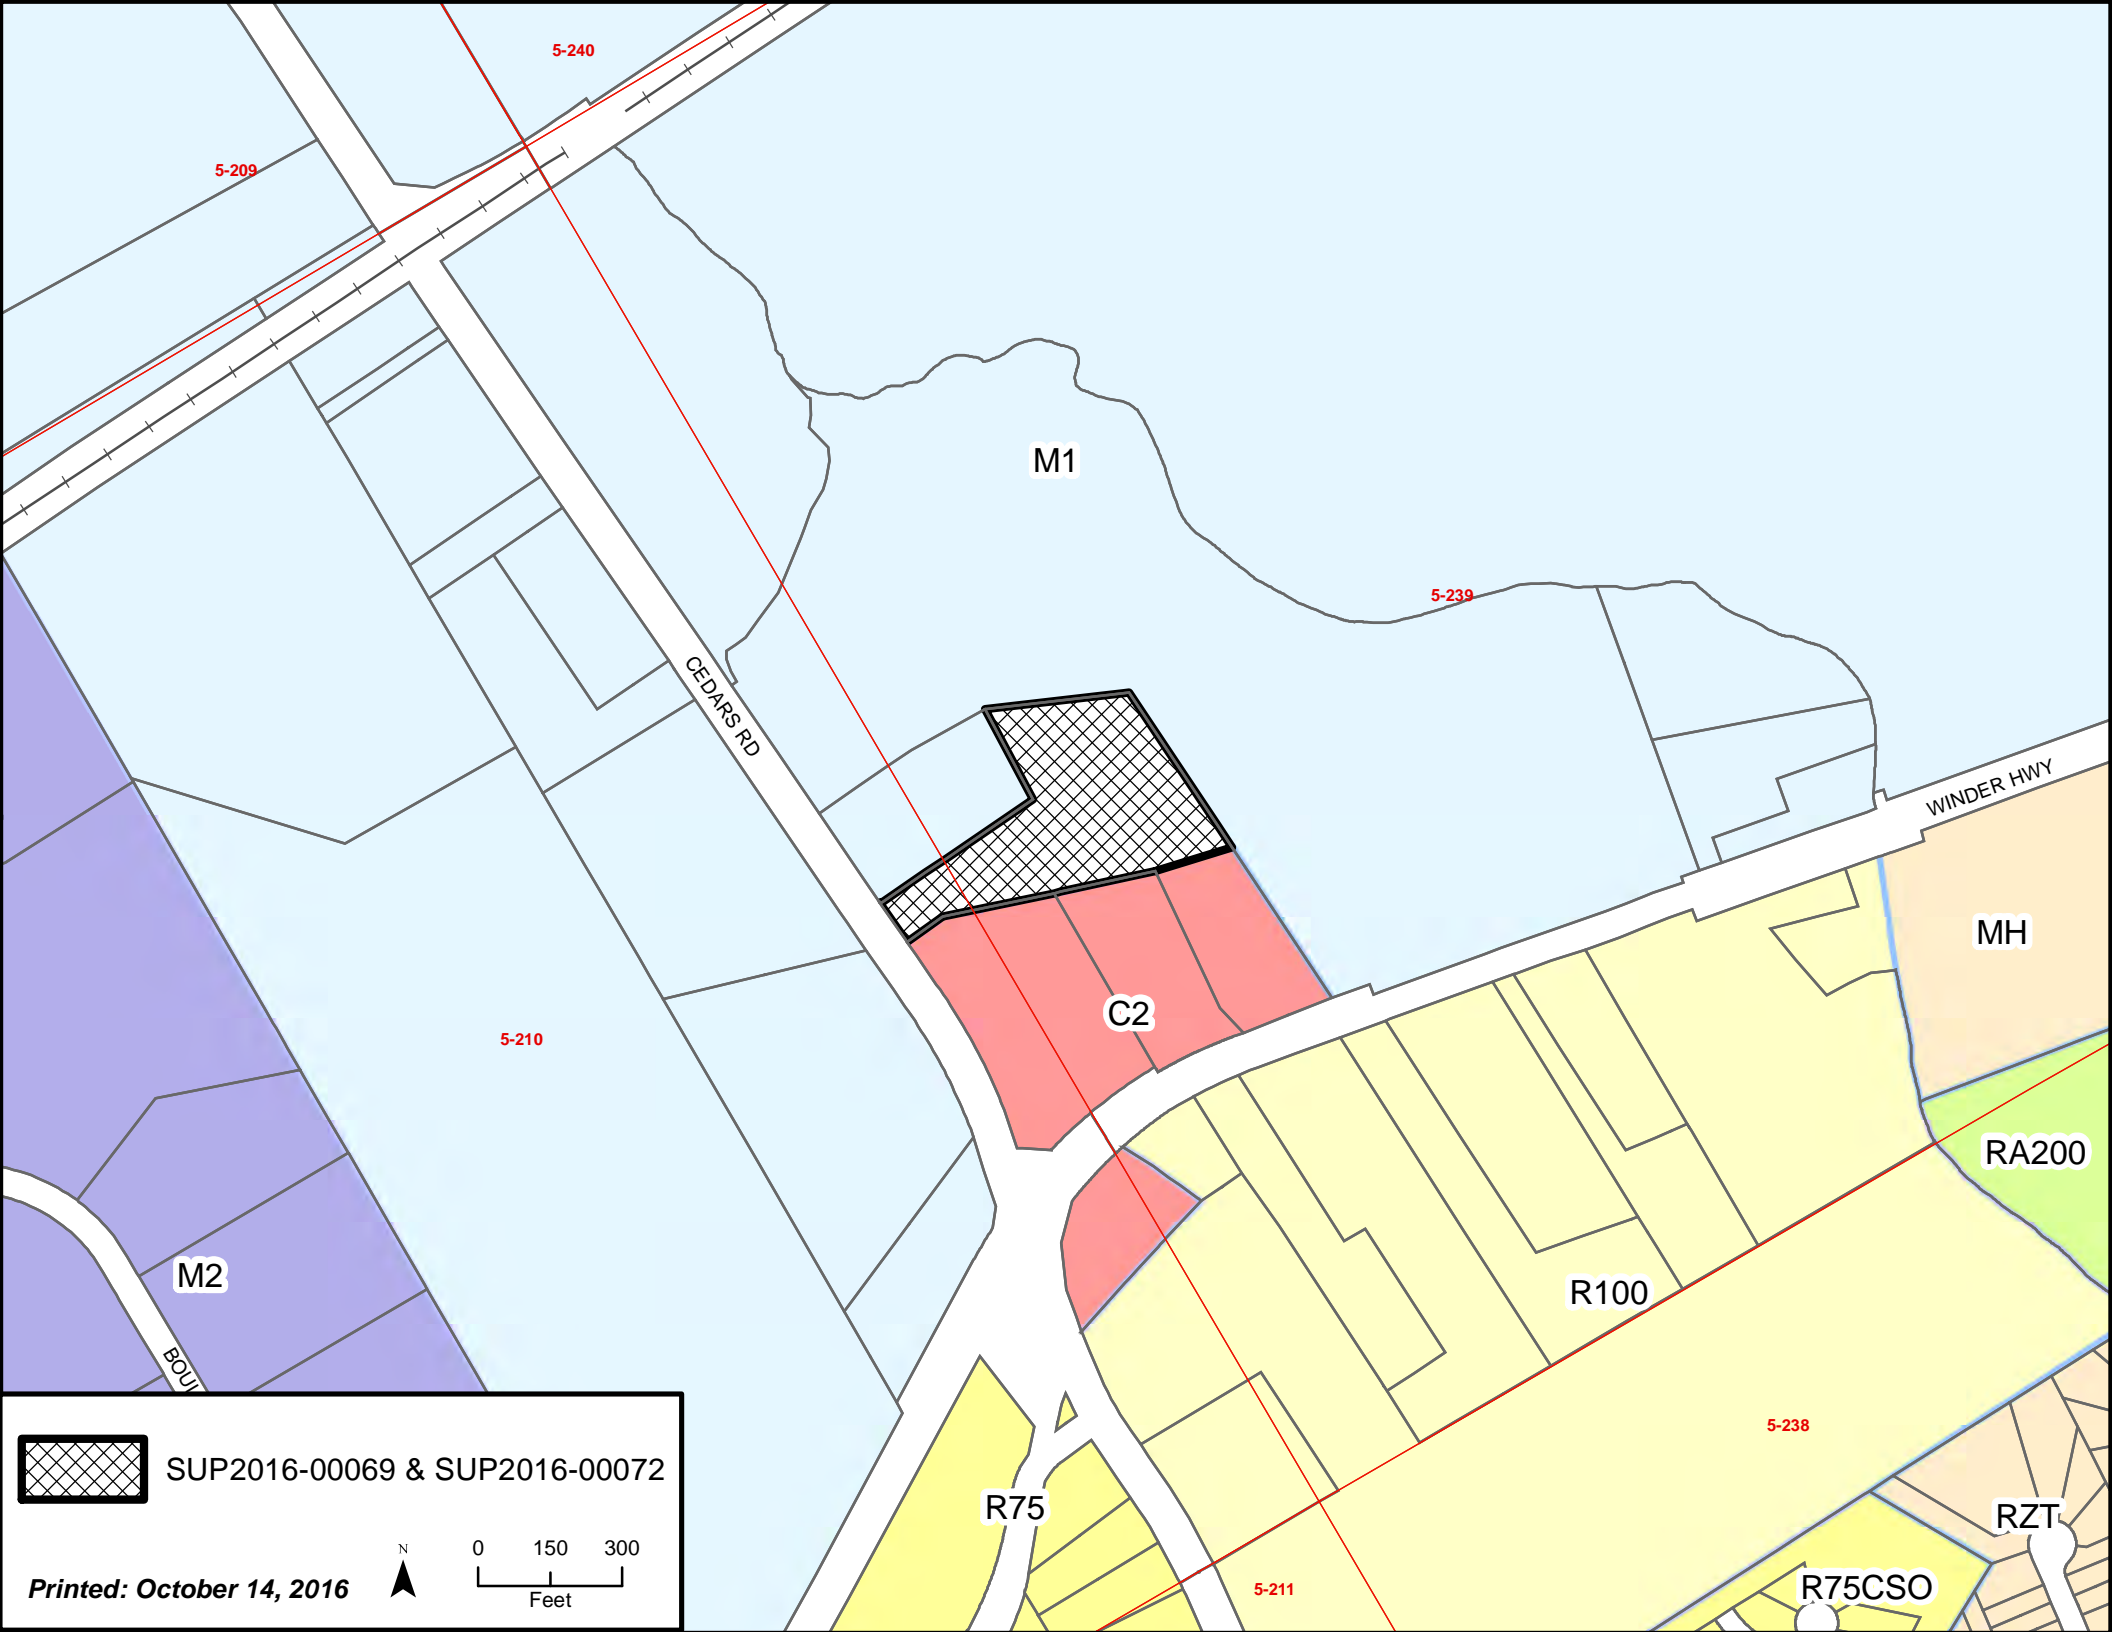 5-240
5-209
M1
5-239
CEDARS RD
WINDER HWY
MH
C2
5-210
RA200
M2
R100
BOUL
5-238
SUP2016-00069 & SUP2016-00072
R75
RZT
N
0 150 300
Feet
Printed: October 14, 2016
5-211
R75CSO